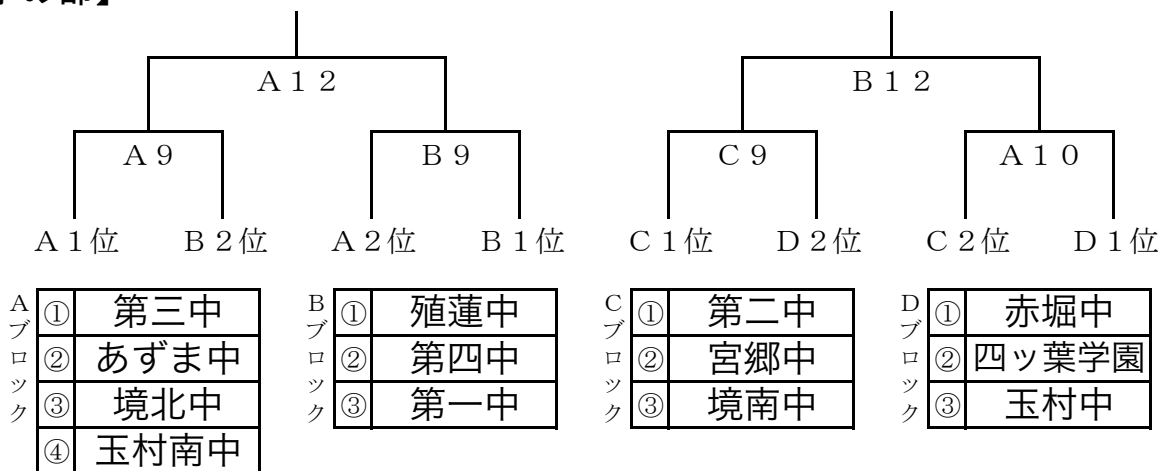 の部】
Ａ１２ Ｂ１２
Ａ９ Ｂ９ Ｃ９ Ａ１０
Ａ１位 Ｂ２位 Ａ２位 Ｂ１位 Ｃ１位 Ｄ２位 Ｃ２位 Ｄ１位
Ａブロック
① 第三中
② あずま中
③ 境北中
④ 玉村南中
Ｂブロック
① 殖蓮中
② 第四中
③ 第一中
Ｃブロック
① 第二中
② 宮郷中
③ 境南中
Ｄブロック
① 赤堀中
② 四ッ葉学園
③ 玉村中